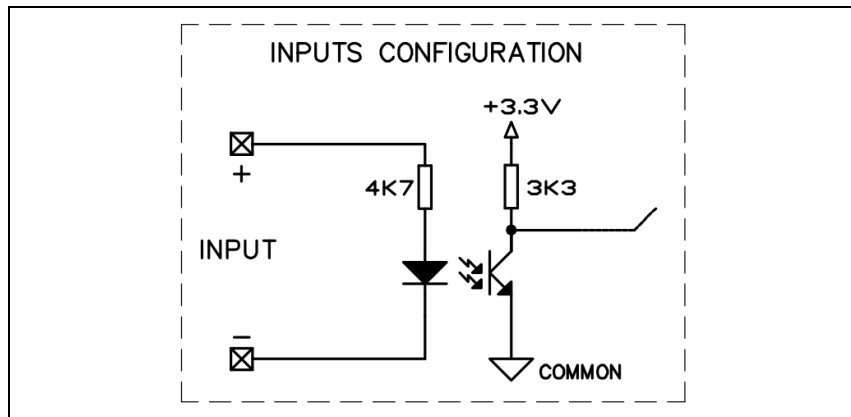 INPUTS CONFIGURATION
+3.3V
+
4K7
3K3
INPUT
−
COMMON